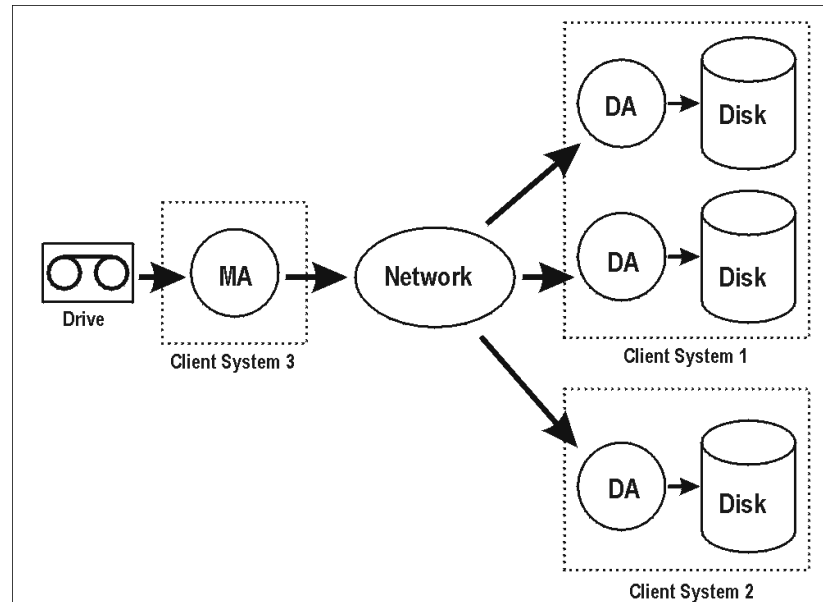 DA
Disk
DA
Disk
Client System 1
Drive
MA
Client System 3
Network
DA
Disk
Client System 2